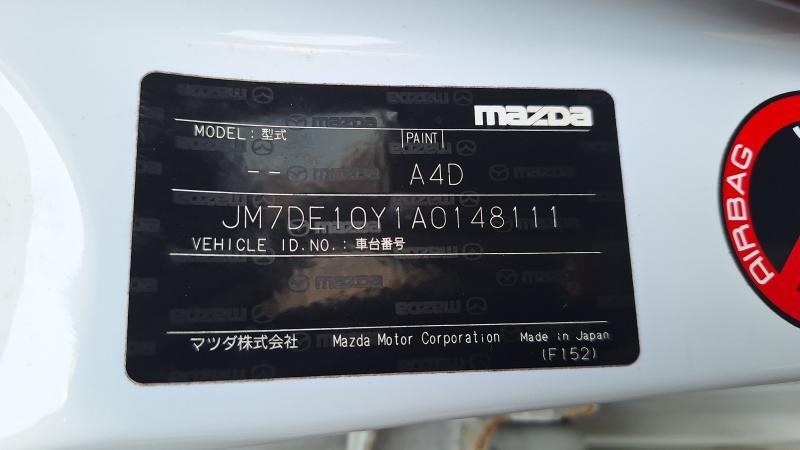 mazda
MODEL:型式 PAINT
-- A4D
JM7DE10Y1A0148111
VEHICLE ID.NO.:車台番号
マツダ株式会社 Mazda Motor Corporation Made in Japan
(F152)
AIRBAG